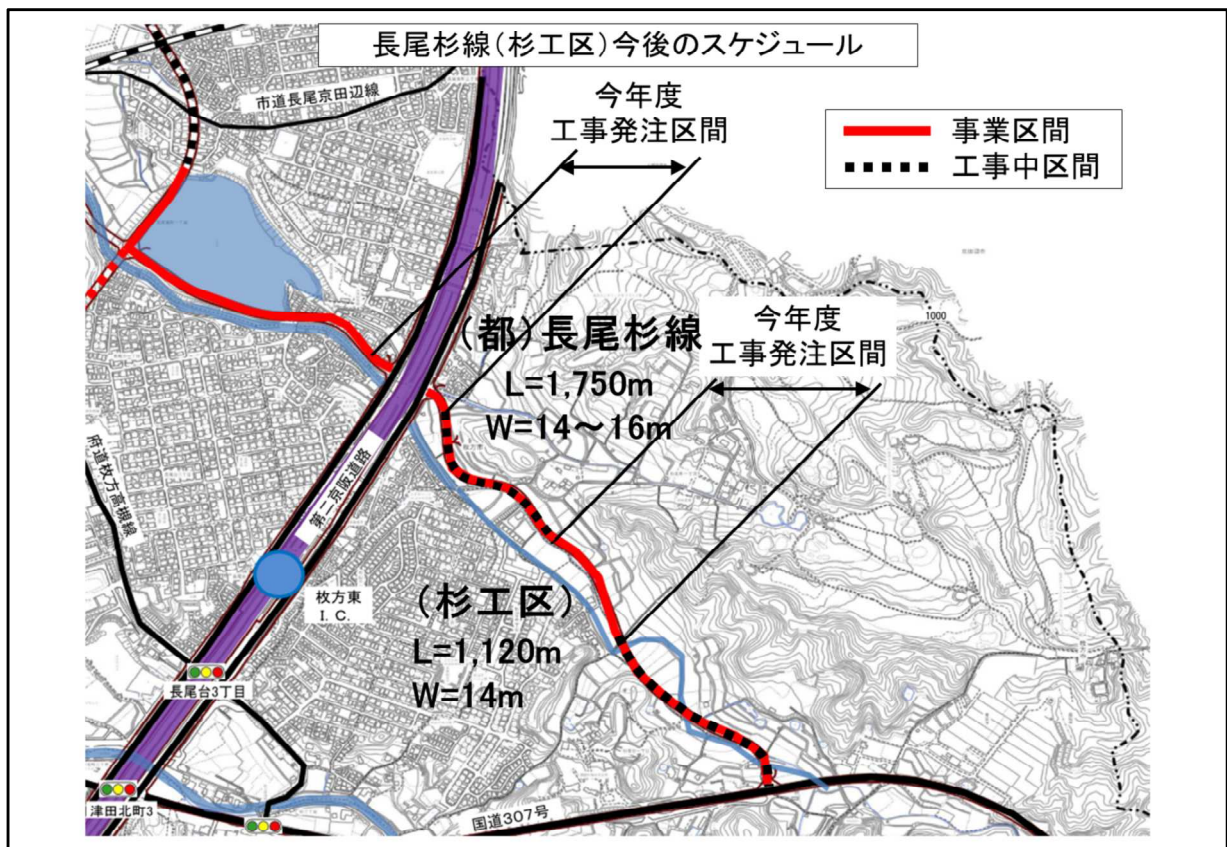 長尾杉線(杉工区)今後のスケジュール
市道長尾京田辺線
今年度
工事発注区間
事業区間
工事中区間
今年度
工事発注区間
1000
(都)長尾杉線
L=1,750m
W=14~16m
府道枚方高槻線
第二京阪道路
枚方東
I.C.
(杉工区)
L=1,120m
W=14m
長尾台3丁目
津田北町3
国道307号